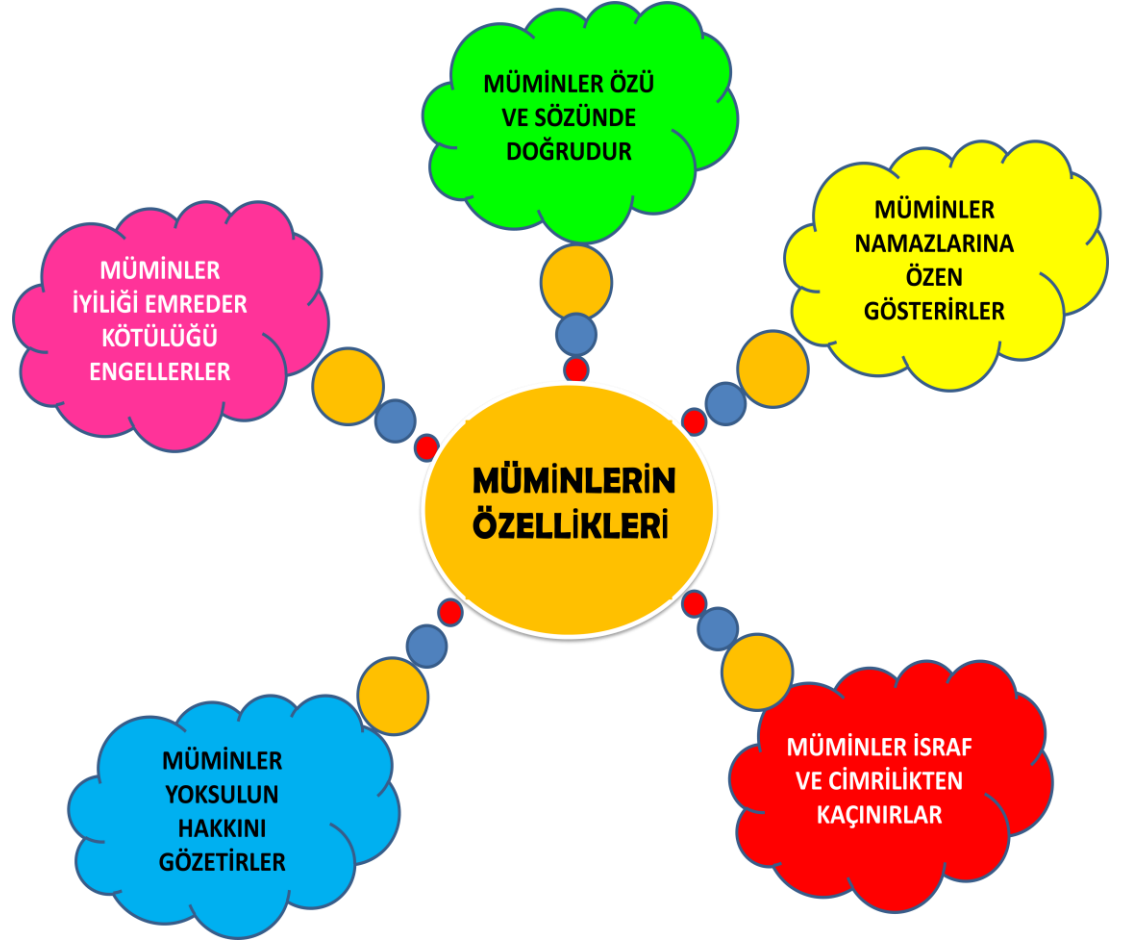 MÜMİNLER ÖZÜ
VE SÖZÜNDE
DOĞRUDUR
MÜMİNLER
NAMAZLARINA
ÖZEN
GÖSTERİRLER
MÜMİNLER
İYİLİĞİ EMREDER
KÖTÜLÜĞÜ
ENGELLERLER
MÜMİNLERİN
ÖZELLİKLERİ
MÜMİNLER
YOKSULUN
HAKKINI
GÖZETİRLER
MÜMİNLER İSRAF
VE CİMRİLİKTEN
KAÇINIRLAR